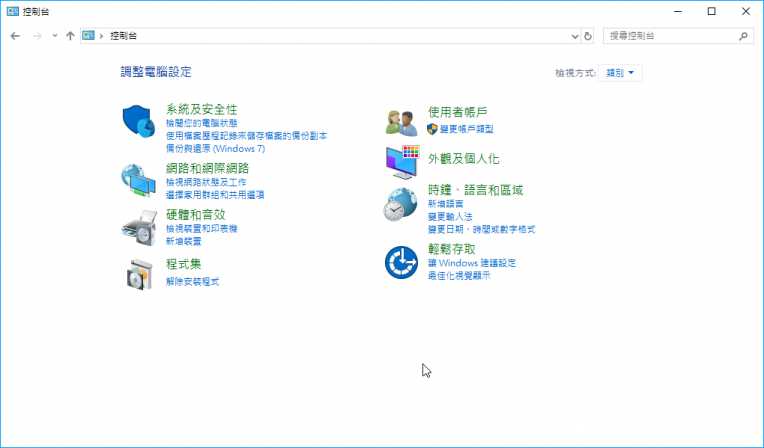 控制台
控制台
搜尋控制台
調整電腦設定
檢視方式: 類別
系統及安全性
檢閱您的電腦狀態
使用檔案歷程記錄來儲存檔案的備份副本
備份與還原 (Windows 7)
網路和網際網路
檢視網路狀態及工作
選擇家用群組和共用選項
硬體和音效
檢視裝置和印表機
新增裝置
程式集
解除安裝程式
使用者帳戶
變更帳戶類型
外觀及個人化
時鐘、語言和區域
新增語言
變更輸入法
變更日期、時間或數字格式
輕鬆存取
讓 Windows 建議設定
最佳化視覺顯示